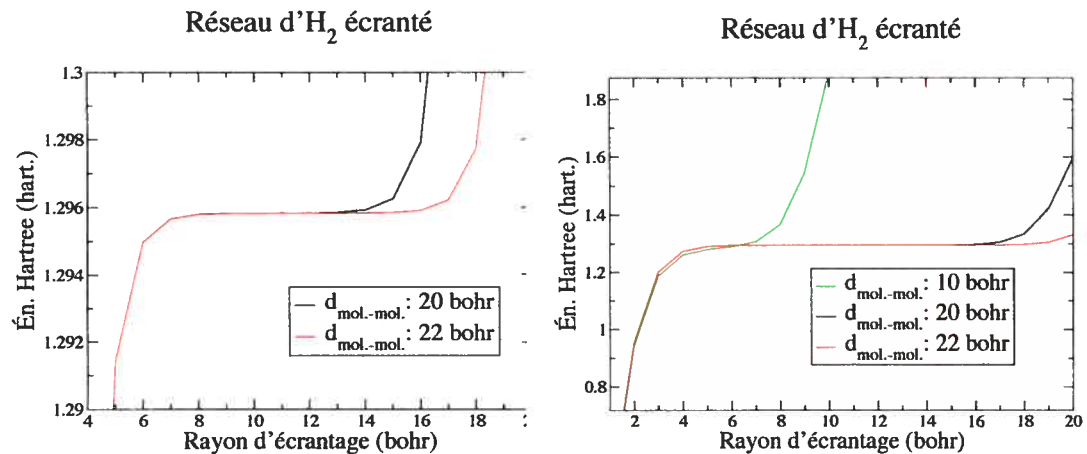 Réseau d'H2 écranté
1.3
1.298
1.296
1.294
1.292
1.29
Én. Hartree (hart.)
dmol.-mol.: 20 bohr
dmol.-mol.: 22 bohr
4 6 8 10 12 14 16 18
Rayon d'écrantage (bohr)
Réseau d'H2 écranté
1.8
1.6
1.4
1.2
1
0.8
Én. Hartree (hart.)
dmol.-mol.: 10 bohr
dmol.-mol.: 20 bohr
dmol.-mol.: 22 bohr
2 4 6 8 10 12 14 16 18 20
Rayon d'écrantage (bohr)